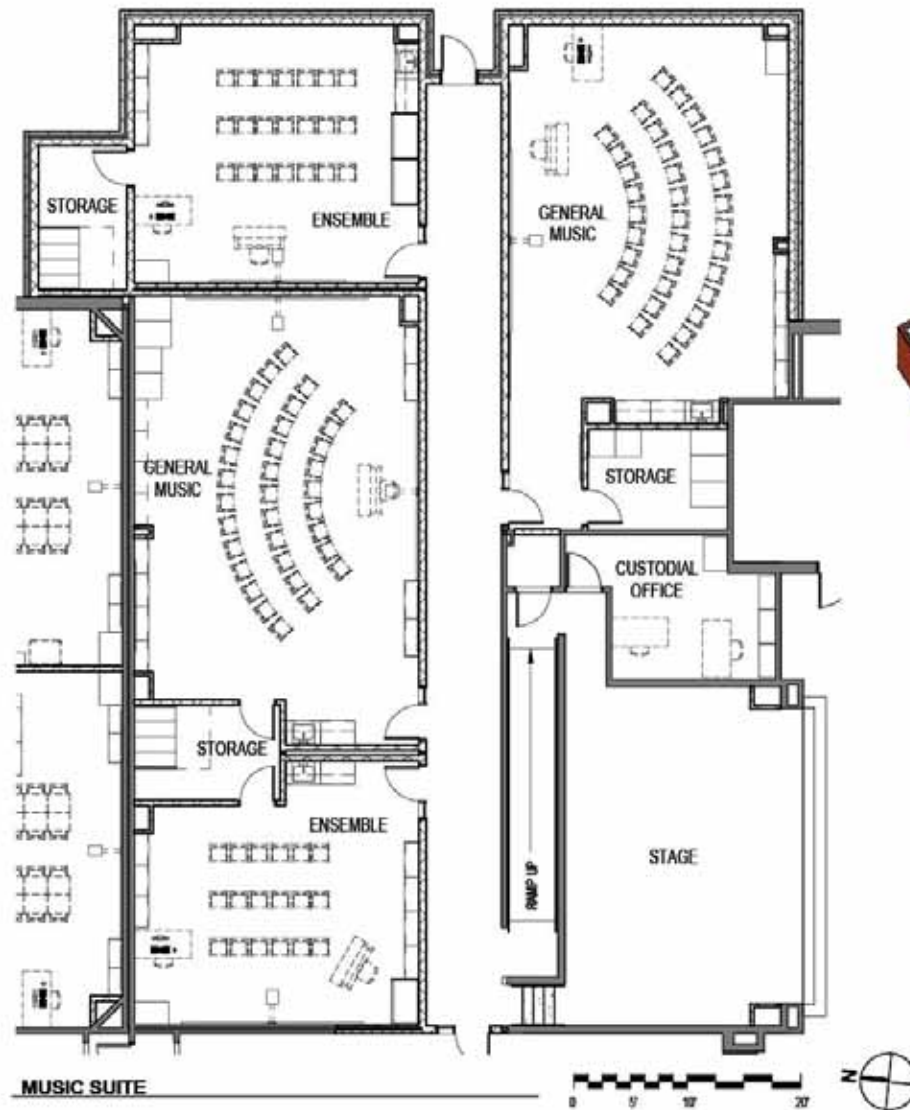 STORAGE
ENSEMBLE
GENERAL
MUSIC
GENERAL
MUSIC
STORAGE
CUSTODIAL
OFFICE
STORAGE
ENSEMBLE
STAGE
RAMP UP
MUSIC SUITE
0 5' 10' 20'
N